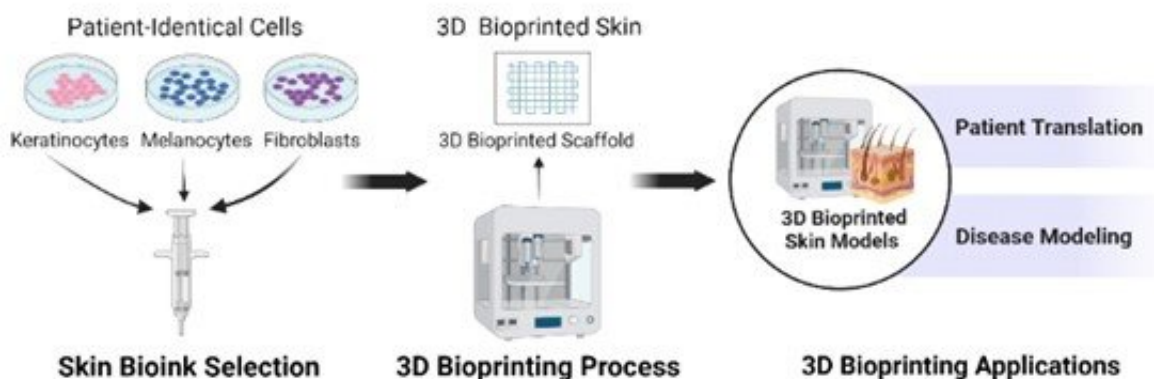 Patient-Identical Cells
Keratinocytes
Melanocytes
Fibroblasts
Skin Bioink Selection
3D Bioprinted Skin
3D Bioprinted Scaffold
3D Bioprinting Process
3D Bioprinted
Skin Models
Patient Translation
Disease Modeling
3D Bioprinting Applications